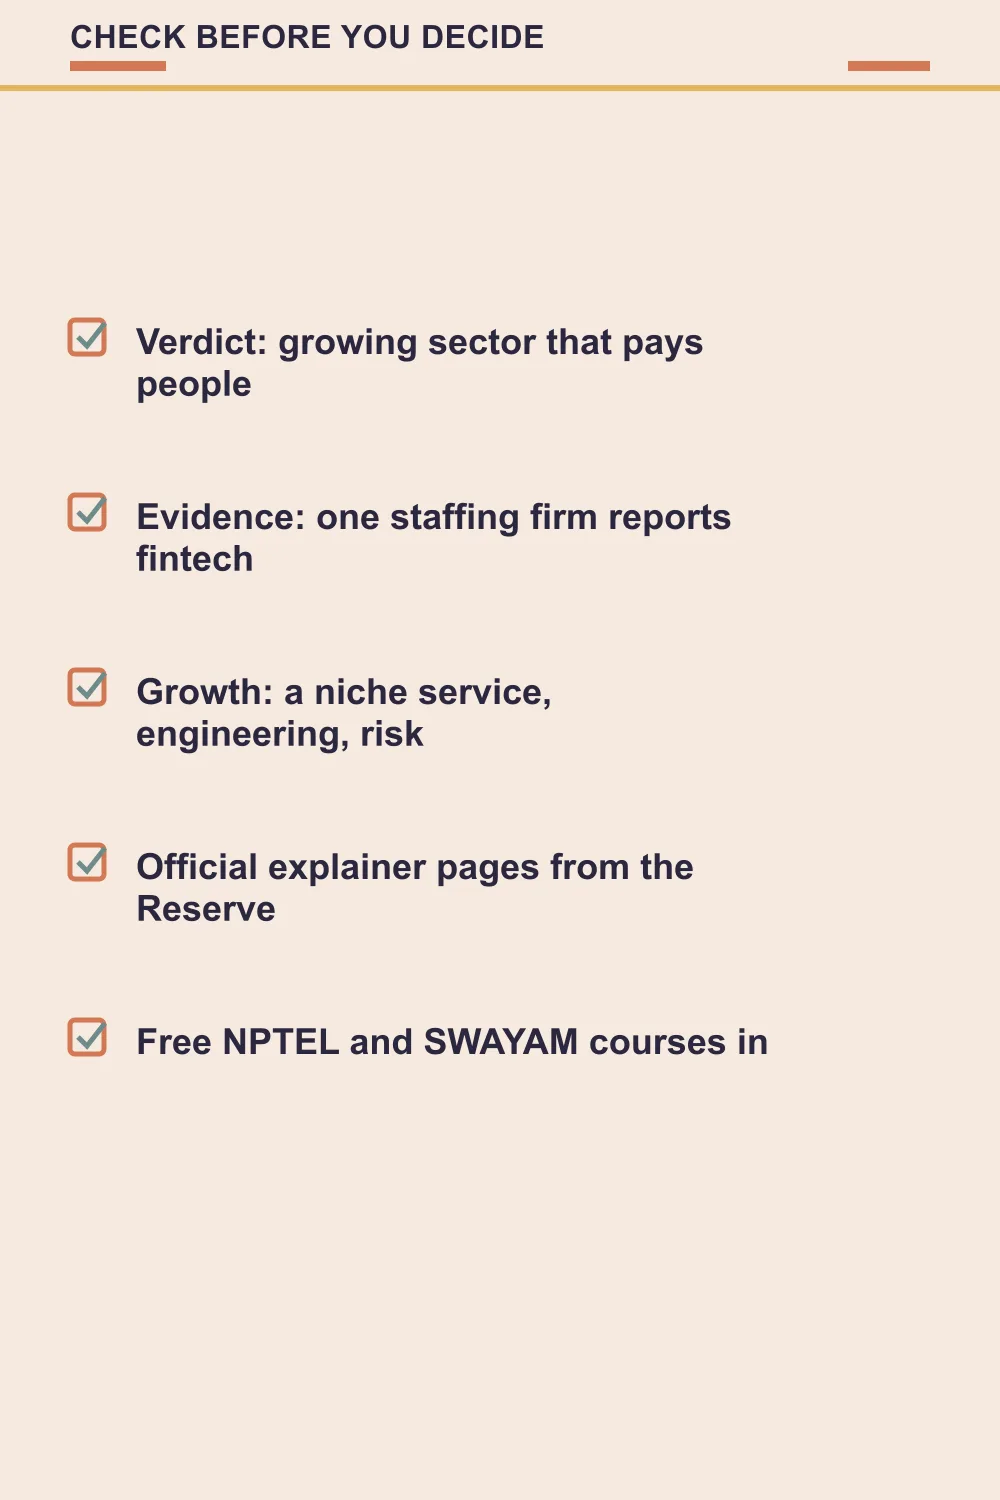 CHECK BEFORE YOU DECIDE
Verdict: growing sector that pays
people
Evidence: one staffing firm reports
fintech
Growth: a niche service,
engineering, risk
Official explainer pages from the
Reserve
Free NPTEL and SWAYAM courses in